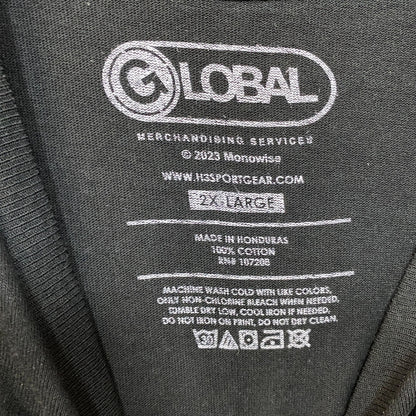 GLOBAL
MERCHANDISING SERVICES
© 2023 Monowise
WWW.H3SPORTGEAR.COM
2X-LARGE
MADE IN HONDURAS
100% COTTON
RN# 107208
MACHINE WASH COLD WITH LIKE COLORS,
ONLY NON-CHLORINE BLEACH WHEN NEEDED,
TUMBLE DRY LOW, COOL IRON IF NEEDED.
DO NOT IRON ON PRINT, DO NOT DRY CLEAN.
30